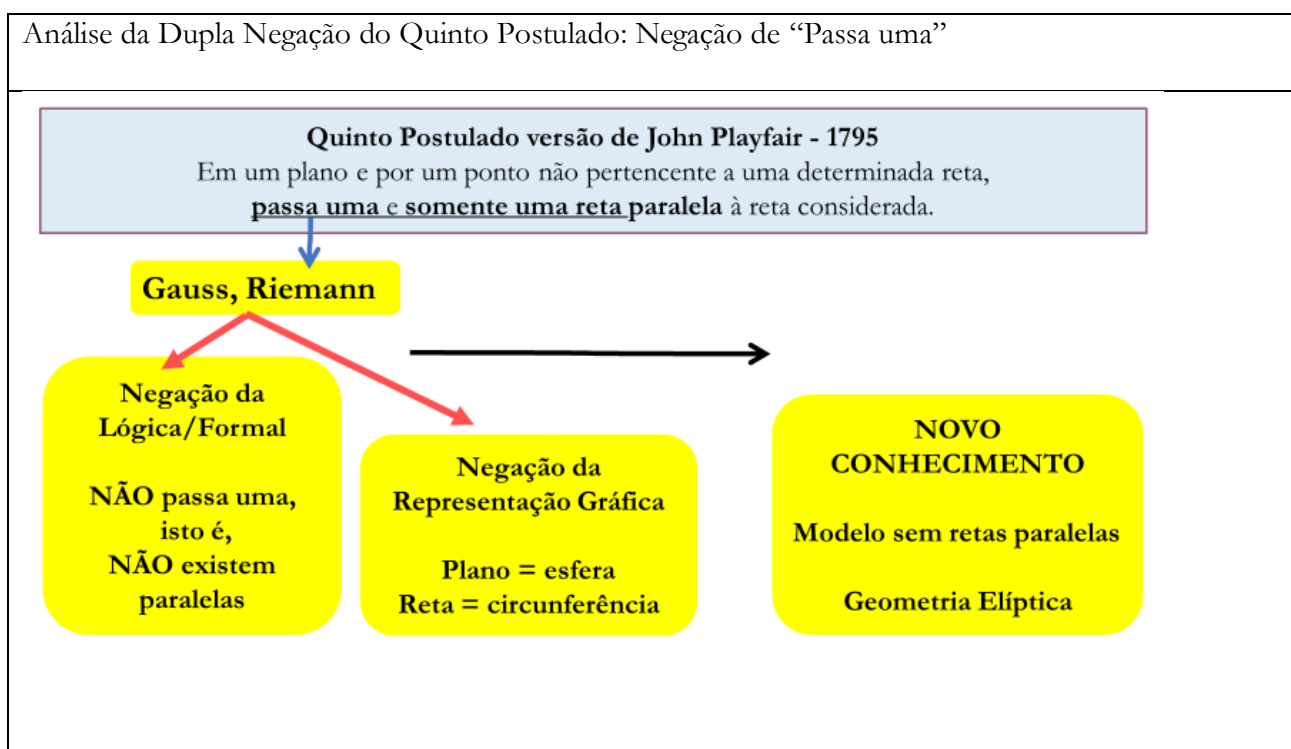 Análise da Dupla Negação do Quinto Postulado: Negação de “Passa uma”
Quinto Postulado versão de John Playfair - 1795
Em um plano e por um ponto não pertencente a uma determinada reta,
passa uma e somente uma reta paralela à reta considerada.
Gauss, Riemann
Negação da
Lógica/Formal
NÃO passa uma,
isto é,
NÃO existem
paralelas
Negação da
Representação Gráfica
Plano = esfera
Reta = circunferência
NOVO
CONHECIMENTO
Modelo sem retas paralelas
Geometria Elíptica